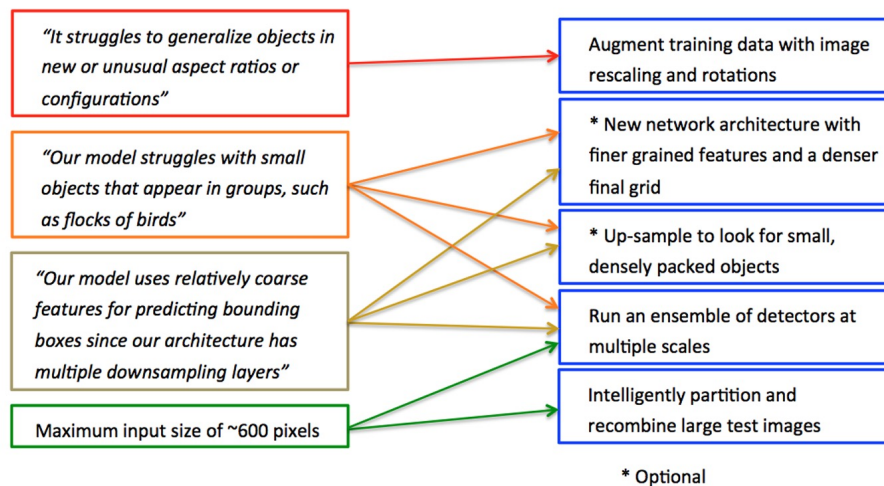 “It struggles to generalize objects in
new or unusual aspect ratios or
configurations”
“Our model struggles with small
objects that appear in groups, such
as flocks of birds”
“Our model uses relatively coarse
features for predicting bounding
boxes since our architecture has
multiple downsampling layers”
Maximum input size of ~600 pixels
Augment training data with image
rescaling and rotations
* New network architecture with
finer grained features and a denser
final grid
* Up-sample to look for small,
densely packed objects
Run an ensemble of detectors at
multiple scales
Intelligently partition and
recombine large test images
* Optional